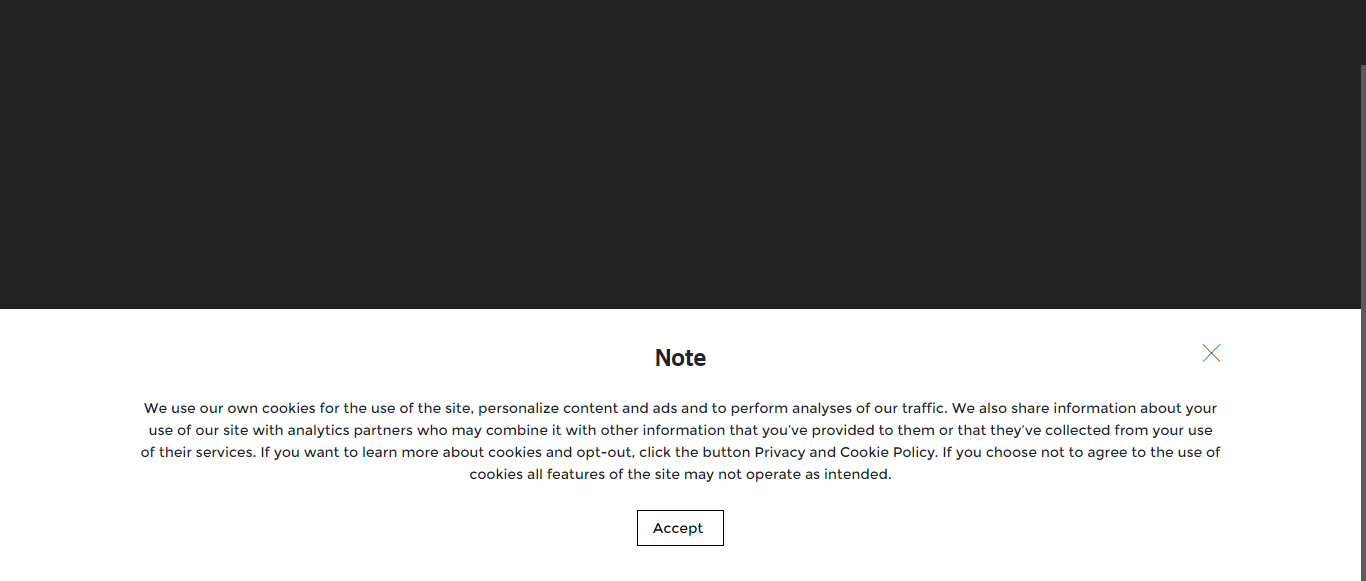 Note
We use our own cookies for the use of the site, personalize content and ads and to perform analyses of our traffic. We also share information about your
use of our site with analytics partners who may combine it with other information that you've provided to them or that they've collected from your use
of their services. If you want to learn more about cookies and opt-out, click the button Privacy and Cookie Policy. If you choose not to agree to the use of
cookies all features of the site may not operate as intended.
Accept